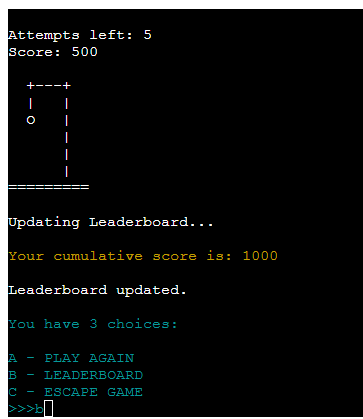 Attempts left: 5
Score: 500
+---+
|   |
O   |
    |
    |
    |
=========
Updating Leaderboard...
Your cumulative score is: 1000
Leaderboard updated.
You have 3 choices:
A - PLAY AGAIN
B - LEADERBOARD
C - ESCAPE GAME
>>>b